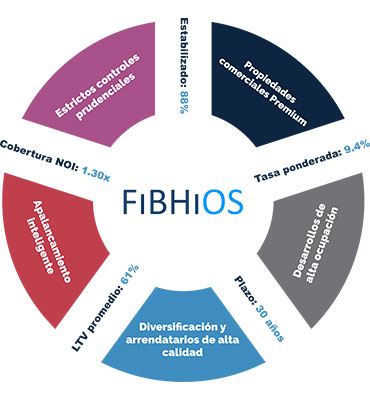 Estabilizado: 88%
Propiedades
comerciales Premium
Tasa ponderada: 9.4%
Desarrollos de
alta ocupación
Plazo: 30 años
Diversificación y
arrendatarios de alta
calidad
LTV promedio: 61%
Apalancamiento
inteligente
Cobertura NOI: 1.30x
Estrictos controles
prudenciales
FiBHiOS